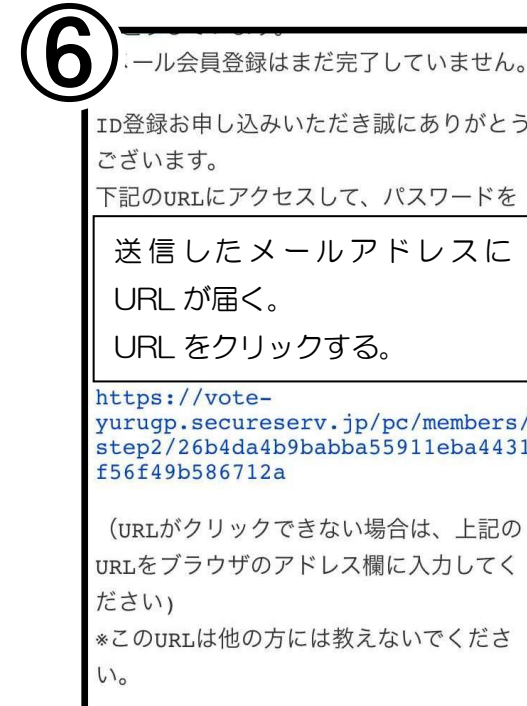 ⑥
ール会員登録はまだ完了していません。
ID登録お申し込みいただき誠にありがとう
ございます。
下記のURLにアクセスして、パスワードを
送信したメールアドレスに
URL が届く。
URL をクリックする。
https://vote-
yurugp.secureserv.jp/pc/members/
step2/26b4da4b9babba55911eba4431
f56f49b586712a
（URLがクリックできない場合は、上記の
URLをブラウザのアドレス欄に入力してく
ださい)
※このURLは他の方には教えないでくださ
い。